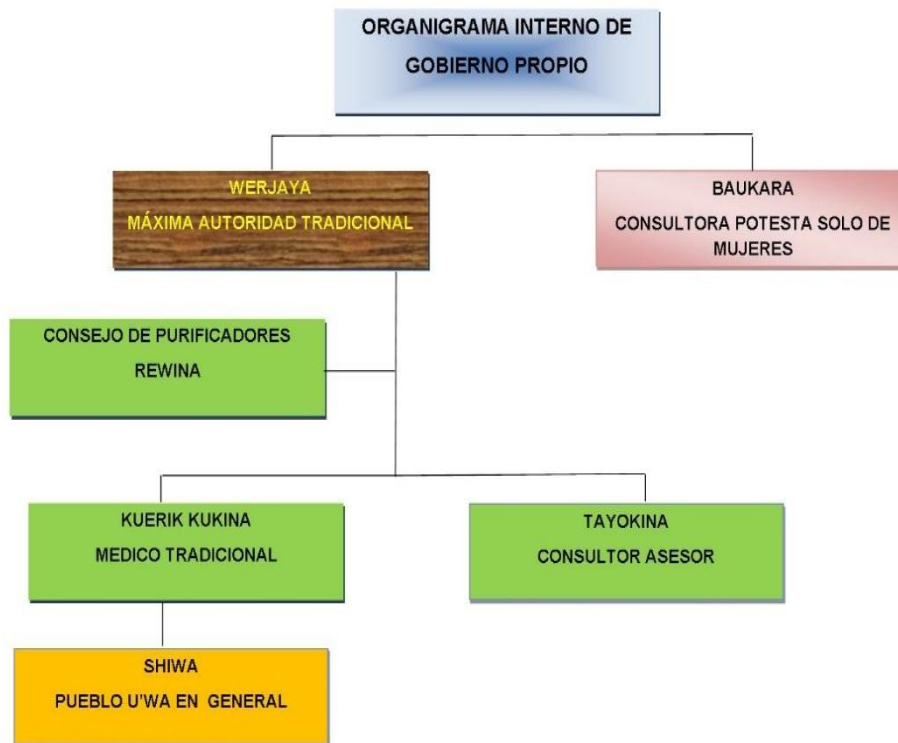 ORGANIGRAMA INTERNO DE
GOBIERNO PROPIO
WERJAYA
MÁXIMA AUTORIDAD TRADICIONAL
BAUKARA
CONSULTORA POTESTA SOLO DE
MUJERES
CONSEJO DE PURIFICADORES
REWINA
KUERIK KUKINA
MEDICO TRADICIONAL
TAYOKINA
CONSULTOR ASESOR
SHIWA
PUEBLO U'WA EN GENERAL